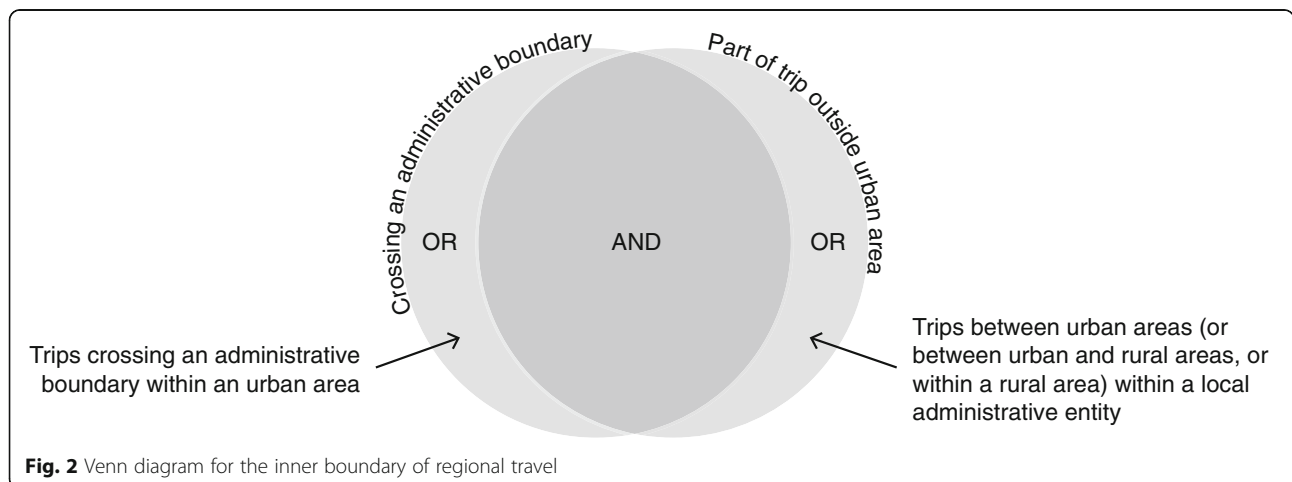 Crossing an administrative boundary
Part of trip outside urban area
OR
AND
OR
Trips crossing an administrative
boundary within an urban area
Trips between urban areas (or
between urban and rural areas, or
within a rural area) within a local
administrative entity
Fig. 2 Venn diagram for the inner boundary of regional travel